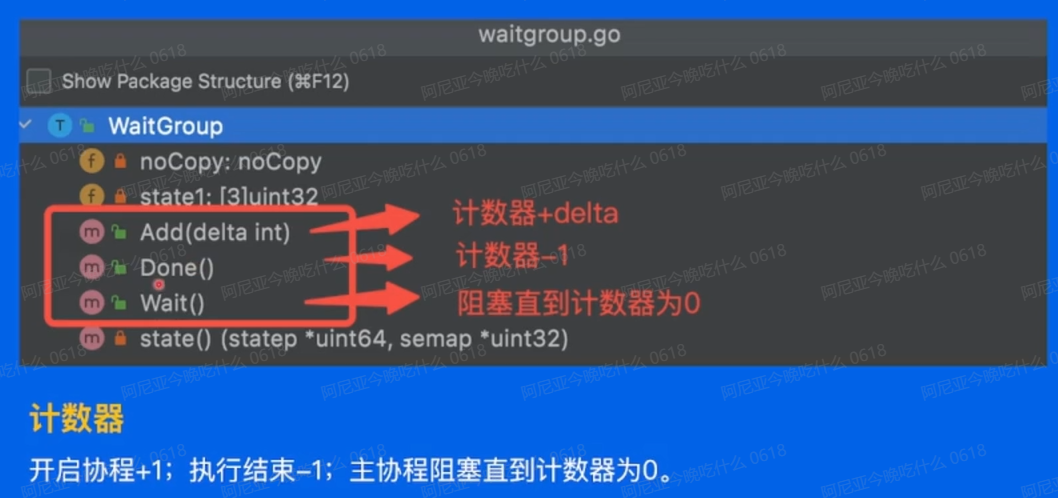 waitgroup.go
Show Package Structure (⌘F12)
T WaitGroup
f noCopy: noCopy
f state1: [3]uint32
m Add(delta int) 计数器+delta
m Done() 计数器-1
m Wait() 阻塞直到计数器为0
m state() (statep *uint64, semap *uint32)
计数器
开启协程+1；执行结束-1；主协程阻塞直到计数器为0。
阿尼亚今晚吃什么 0618